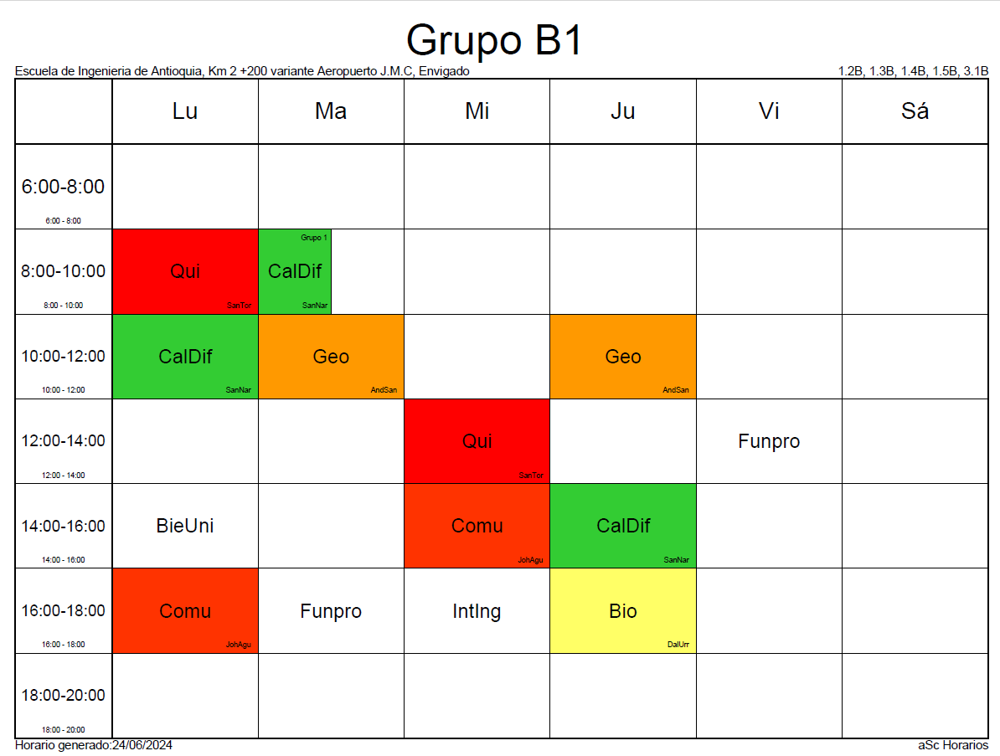 Grupo B1
Escuela de Ingenieria de Antioquia, Km 2 +200 variante Aeropuerto J.M.C, Envigado 1.2B, 1.3B, 1.4B, 1.5B, 3.1B
Lu Ma Mi Ju Vi Sá
6:00-8:00
6:00 - 8:00
Grupo 1
8:00-10:00 Qui CalDif
8:00 - 10:00 SanTor SanNar
10:00-12:00 CalDif Geo Geo
10:00 - 12:00 SanNar AndSan AndSan
12:00-14:00 Qui Funpro
12:00 - 14:00 SanTor
14:00-16:00 BieUni Comu CalDif
14:00 - 16:00 JohAgu SanNar
16:00-18:00 Comu Funpro IntIng Bio
16:00 - 18:00 JohAgu DalUrr
18:00-20:00
18:00 - 20:00
Horario generado:24/06/2024 aSc Horarios